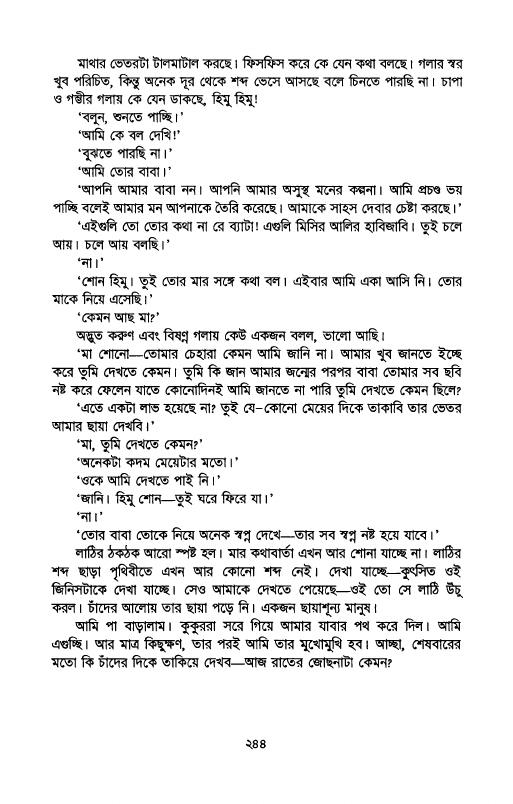 মাথার ভেতরটা টালমাটাল করছে। ফিসফিস করে কে যেন কথা বলছে। গলার স্বর
খুব পরিচিত, কিন্তু অনেক দূর থেকে শব্দ ভেসে আসছে বলে চিনতে পারছি না। চাপা
ও গম্ভীর গলায় কে যেন ডাকছে, হিমু হিমু!
‘বলুন, শুনতে পাচ্ছি।’
‘আমি কে বল দেখি!’
‘বুঝতে পারছি না।’
‘আমি তোর বাবা।’
‘আপনি আমার বাবা নন। আপনি আমার অসুস্থ মনের কল্পনা। আমি প্রচণ্ড ভয়
পাচ্ছি বলেই আমার মন আপনাকে তৈরি করেছে। আমাকে সাহস দেবার চেষ্টা করছে।’
‘এইগুলি তো তোর কথা না রে ব্যাটা! এগুলি মিসির আলির হাবিজাবি। তুই চলে
আয়। চলে আয় বলছি।’
‘না।’
‘শোন হিমু। তুই তোর মার সঙ্গে কথা বল। এইবার আমি একা আসি নি। তোর
মাকে নিয়ে এসেছি।’
‘কেমন আছ মা?’
অদ্ভুত করুণ এবং বিষণ্ণ গলায় কেউ একজন বলল, ভালো আছি।
‘মা শোনো—তোমার চেহারা কেমন আমি জানি না। আমার খুব জানতে ইচ্ছে
করে তুমি দেখতে কেমন। তুমি কি জান আমার জন্মের পরপর বাবা তোমার সব ছবি
নষ্ট করে ফেলেন যাতে কোনোদিনই আমি জানতে না পারি তুমি দেখতে কেমন ছিলে?
‘এতে একটা লাভ হয়েছে না? তুই যে-কোনো মেয়ের দিকে তাকাবি তার ভেতর
আমার ছায়া দেখবি।’
‘মা, তুমি দেখতে কেমন?’
‘অনেকটা কদম মেয়েটার মতো।’
‘ওকে আমি দেখতে পাই নি।’
‘জানি। হিমু শোন—তুই ঘরে ফিরে যা।’
‘না।’
‘তোর বাবা তোকে নিয়ে অনেক স্বপ্ন দেখে—তার সব স্বপ্ন নষ্ট হয়ে যাবে।’
লাঠির ঠকঠক আরো স্পষ্ট হল। মার কথাবার্তা এখন আর শোনা যাচ্ছে না। লাঠির
শব্দ ছাড়া পৃথিবীতে এখন আর কোনো শব্দ নেই। দেখা যাচ্ছে—কুৎসিত ওই
জিনিসটাকে দেখা যাচ্ছে। সেও আমাকে দেখতে পেয়েছে—ওই তো সে লাঠি উঁচু
করল। চাঁদের আলোয় তার ছায়া পড়ে নি। একজন ছায়াশূন্য মানুষ।
আমি পা বাড়ালাম। কুকুররা সরে গিয়ে আমার যাবার পথ করে দিল। আমি
এগুচ্ছি। আর মাত্র কিছুক্ষণ, তার পরই আমি তার মুখোমুখি হব। আচ্ছা, শেষবারের
মতো কি চাঁদের দিকে তাকিয়ে দেখব—আজ রাতের জোছনাটা কেমন?
২৪৪